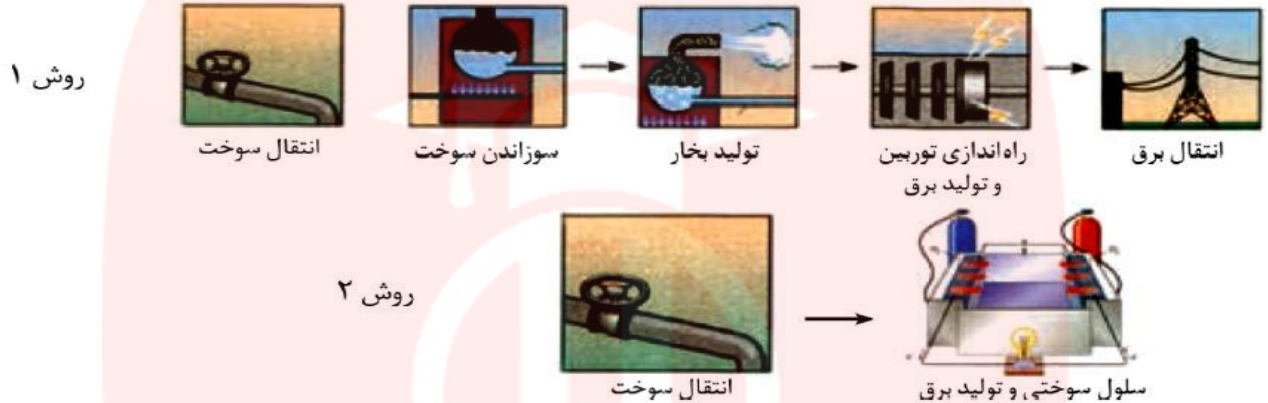 روش ۱
انتقال سوخت
سوزاندن سوخت
تولید بخار
راه‌اندازی توربین
و تولید برق
انتقال برق
روش ۲
انتقال سوخت
سلول سوختی و تولید برق